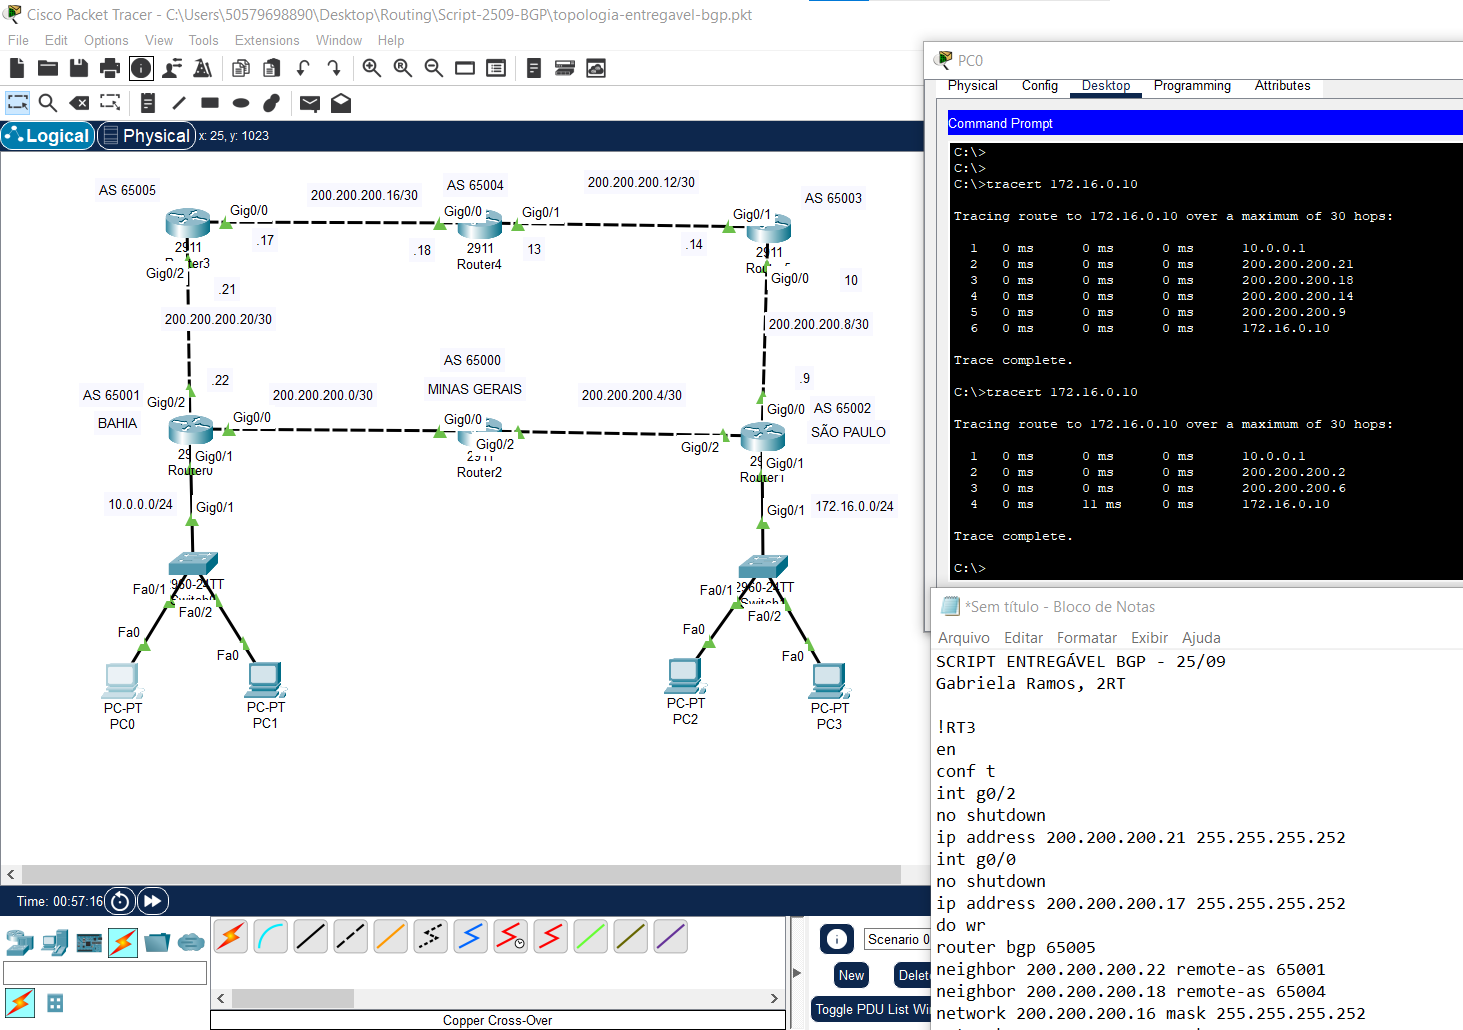 Cisco Packet Tracer - C:\Users\50579698890\Desktop\Routing\Script-2509-BGP\topologia-entregavel-bgp.pkt
File Edit Options View Tools Extensions Window Help
Logical Physical x: 25, y: 1023
AS 65005
200.200.200.16/30
AS 65004
200.200.200.12/30
AS 65003
Gig0/0
Gig0/0
Gig0/1
Gig0/1
.17
.18
13
.14
2911
2911
Router4
Gig0/2
Gig0/0
10
.21
200.200.200.20/30
200.200.200.8/30
AS 65000
MINAS GERAIS
.22
.9
AS 65001
BAHIA
Gig0/2
200.200.200.0/30
200.200.200.4/30
Gig0/0
Gig0/0
Gig0/0
AS 65002
SÃO PAULO
Gig0/2
Gig0/2
Gig0/1
Router0
Router2
Gig0/1
Router1
10.0.0.0/24
Gig0/1
Gig0/1
172.16.0.0/24
Fa0/1
Fa0/2
Fa0/1
Fa0/2
Fa0
Fa0
Fa0
Fa0
PC-PT
PC0
PC-PT
PC1
PC-PT
PC2
PC-PT
PC3
Time: 00:57:16
Scenario 0
New
Delete
Toggle PDU List Wi
Copper Cross-Over
PC0
Physical Config Desktop Programming Attributes
Command Prompt
C:\>
C:\>
C:\>tracert 172.16.0.10
Tracing route to 172.16.0.10 over a maximum of 30 hops:
1 0 ms 0 ms 0 ms 10.0.0.1
2 0 ms 0 ms 0 ms 200.200.200.21
3 0 ms 0 ms 0 ms 200.200.200.18
4 0 ms 0 ms 0 ms 200.200.200.14
5 0 ms 0 ms 0 ms 200.200.200.9
6 0 ms 0 ms 0 ms 172.16.0.10
Trace complete.
C:\>tracert 172.16.0.10
Tracing route to 172.16.0.10 over a maximum of 30 hops:
1 0 ms 0 ms 0 ms 10.0.0.1
2 0 ms 0 ms 0 ms 200.200.200.2
3 0 ms 0 ms 0 ms 200.200.200.6
4 0 ms 11 ms 0 ms 172.16.0.10
Trace complete.
C:\>
*Sem título - Bloco de Notas
Arquivo Editar Formatar Exibir Ajuda
SCRIPT ENTREGÁVEL BGP - 25/09
Gabriela Ramos, 2RT
!RT3
en
conf t
int g0/2
no shutdown
ip address 200.200.200.21 255.255.255.252
int g0/0
no shutdown
ip address 200.200.200.17 255.255.255.252
do wr
router bgp 65005
neighbor 200.200.200.22 remote-as 65001
neighbor 200.200.200.18 remote-as 65004
network 200.200.200.16 mask 255.255.255.252